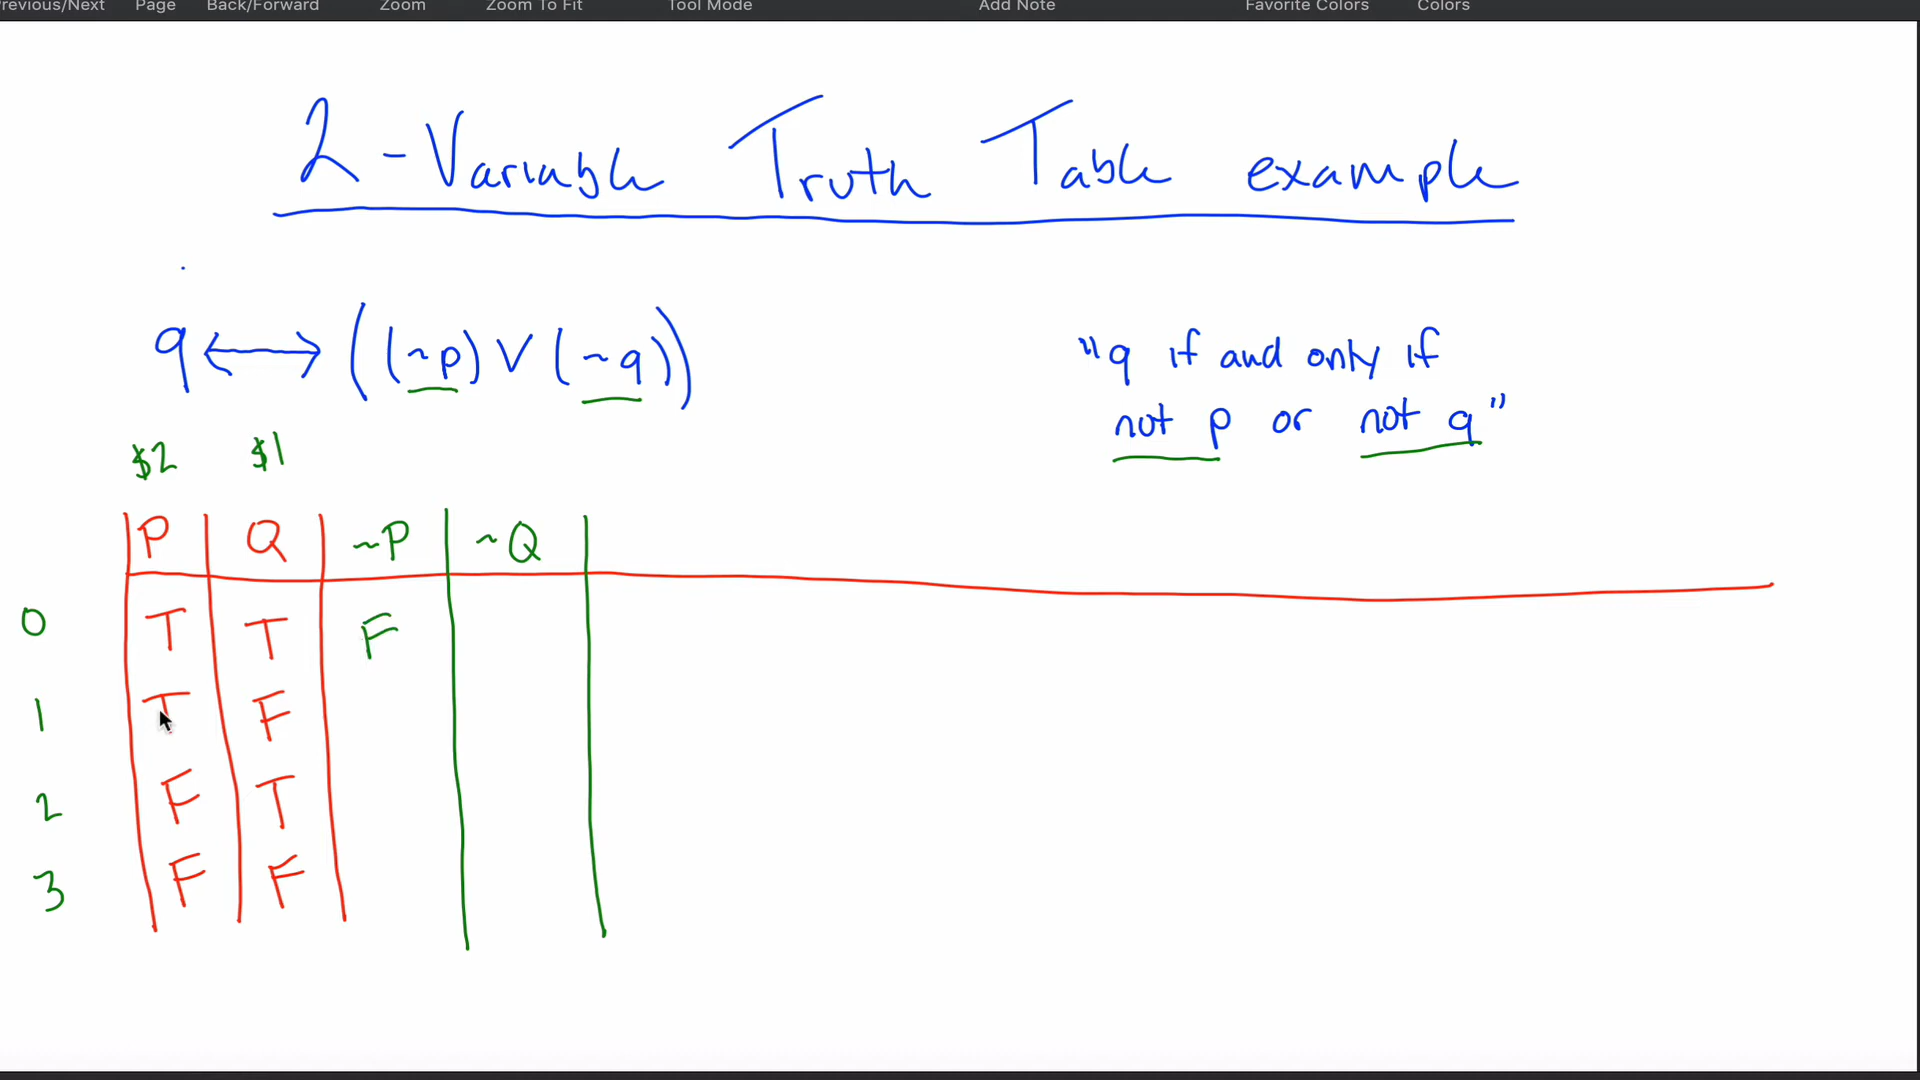 Previous/Next Page Back/Forward Zoom Zoom To Fit Tool Mode Add Note Favorite Colors Colors
2-Variable Truth Table example
q ⟷ ((~p) ∨ (~q))
"q if and only if
not p or not q"
$2 $1
P Q ~P ~Q
0 T T F
1 T F
2 F T
3 F F